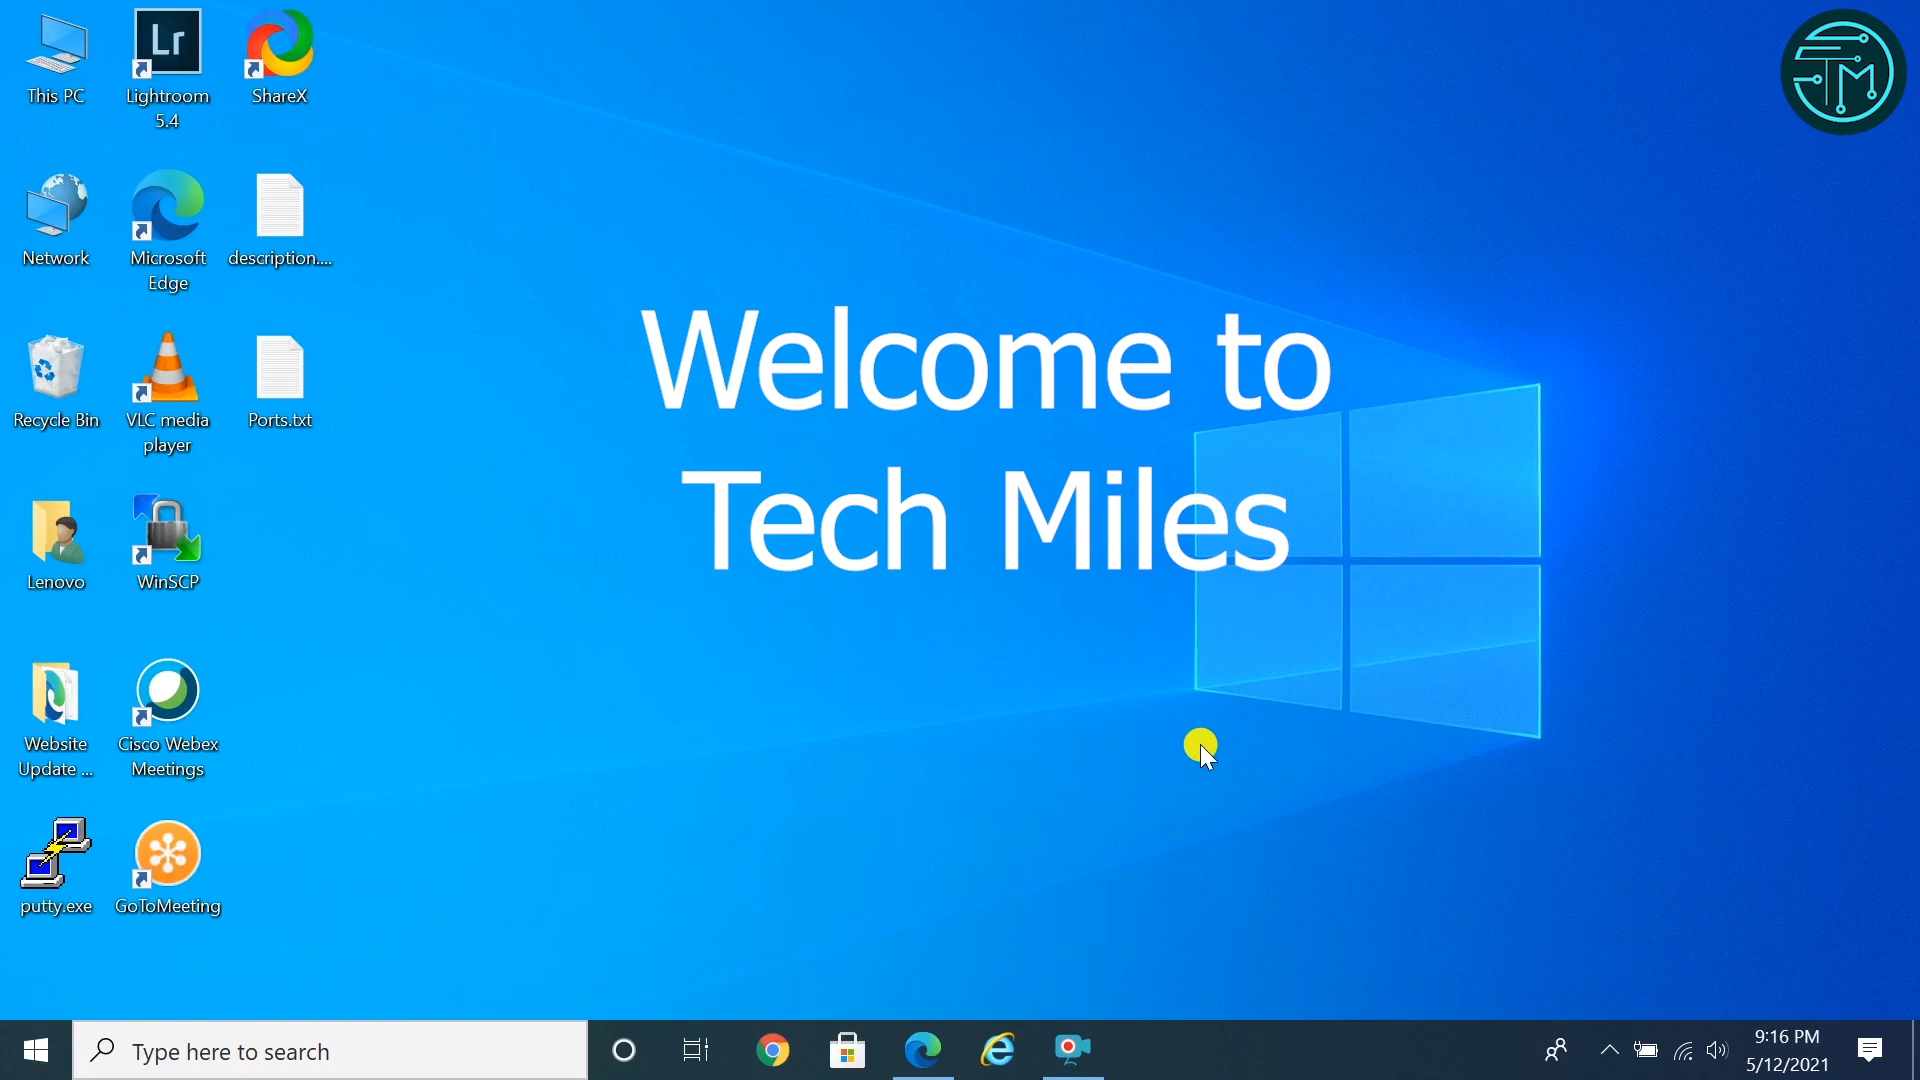 This PC
Lr
Lightroom
5.4
ShareX
TM
Network
Microsoft
Edge
description....
Welcome to
Tech Miles
Recycle Bin
VLC media
player
Ports.txt
Lenovo
WinSCP
Website
Update ...
Cisco Webex
Meetings
putty.exe
GoToMeeting
Type here to search
9:16 PM
5/12/2021